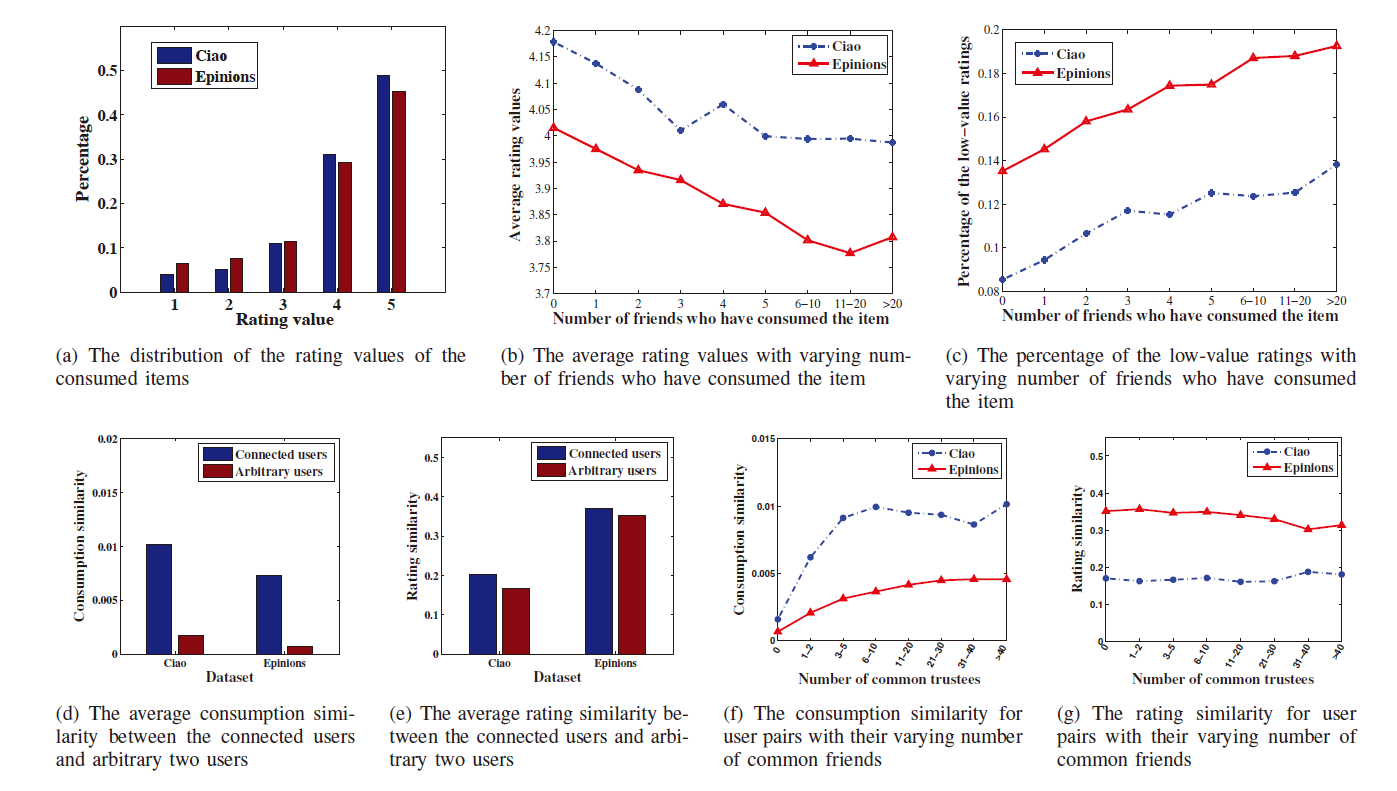 0.5
0.4
0.3
0.2
0.1
0
Percentage
Ciao
Epinions
1 2 3 4 5
Rating value
(a) The distribution of the rating values of the
consumed items
4.2
4.15
4.1
4.05
4
3.95
3.9
3.85
3.8
3.75
3.7
Average rating values
Ciao
Epinions
0 1 2 3 4 5 6–10 11–20 >20
Number of friends who have consumed the item
(b) The average rating values with varying num-
ber of friends who have consumed the item
0.2
0.18
0.16
0.14
0.12
0.1
0.08
Percentage of the low–value ratings
Ciao
Epinions
0 1 2 3 4 5 6–10 11–20 >20
Number of friends who have consumed the item
(c) The percentage of the low-value ratings with
varying number of friends who have consumed
the item
0.02
0.015
0.01
0.005
0
Consumption similarity
Connected users
Arbitrary users
Ciao Epinions
Dataset
(d) The average consumption simi-
larity between the connected users
and arbitrary two users
0.5
0.4
0.3
0.2
0.1
0
Rating similarity
Connected users
Arbitrary users
Ciao Epinions
Dataset
(e) The average rating similarity be-
tween the connected users and arbi-
trary two users
0.015
0.01
0.005
0
Consumption similarity
Ciao
Epinions
0 1–2 3–5 6–10 11–20 21–30 31–40 >40
Number of common trustees
(f) The consumption similarity for
user pairs with their varying number
of common friends
0.5
0.4
0.3
0.2
0.1
0
Rating similarity
Ciao
Epinions
0 1–2 3–5 6–10 11–20 21–30 31–40 >40
Number of common trustees
(g) The rating similarity for user
pairs with their varying number of
common friends